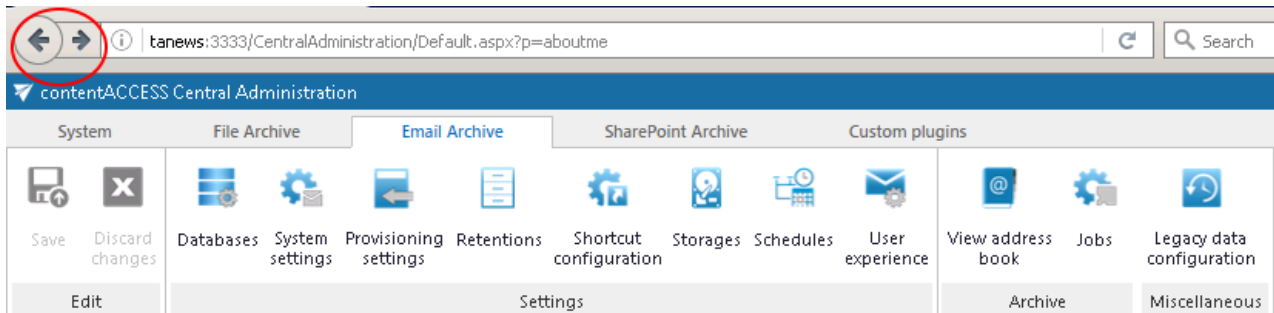 tanews:3333/CentralAdministration/Default.aspx?p=aboutme
Search
contentACCESS Central Administration
System File Archive Email Archive SharePoint Archive Custom plugins
Save
Discard
changes
Databases
System
settings
Provisioning
settings
Retentions
Shortcut
configuration
Storages
Schedules
User
experience
View address
book
Jobs
Legacy data
configuration
Edit Settings Archive Miscellaneous